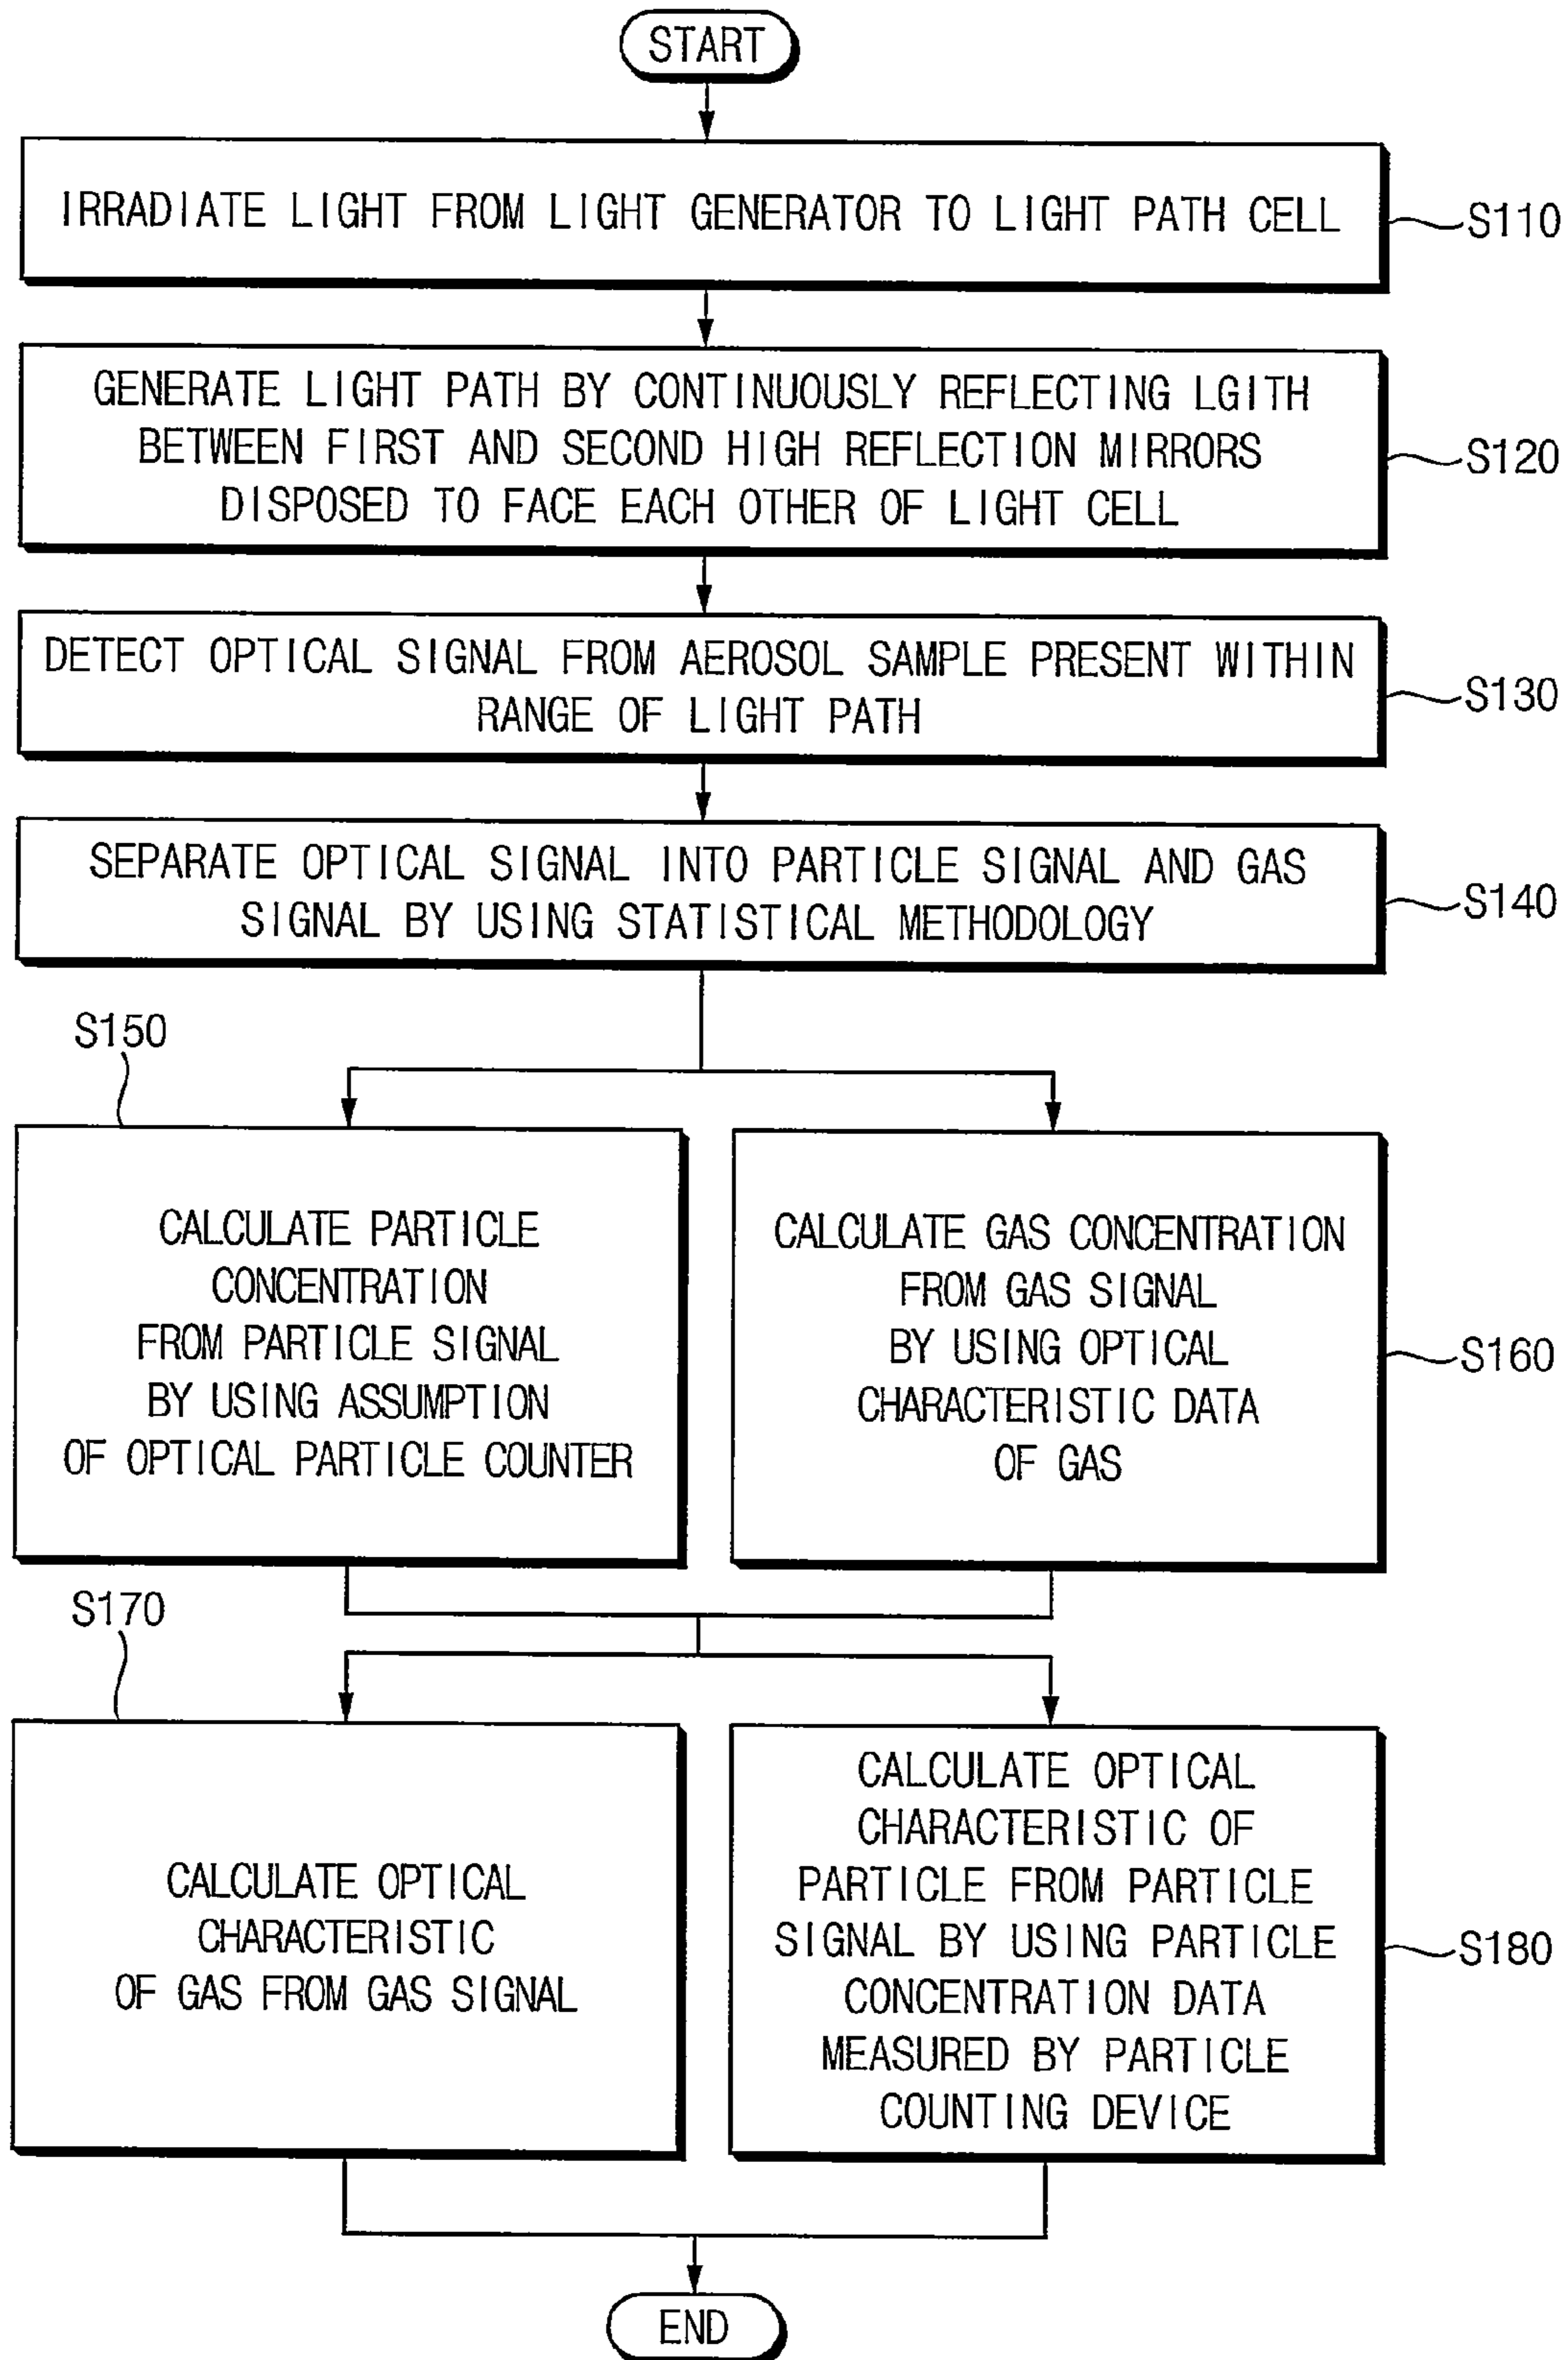 START
IRRADIATE LIGHT FROM LIGHT GENERATOR TO LIGHT PATH CELL
S110
GENERATE LIGHT PATH BY CONTINUOUSLY REFLECTING LGITH
BETWEEN FIRST AND SECOND HIGH REFLECTION MIRRORS
DISPOSED TO FACE EACH OTHER OF LIGHT CELL
S120
DETECT OPTICAL SIGNAL FROM AEROSOL SAMPLE PRESENT WITHIN
RANGE OF LIGHT PATH
S130
SEPARATE OPTICAL SIGNAL INTO PARTICLE SIGNAL AND GAS
SIGNAL BY USING STATISTICAL METHODOLOGY
S140
S150
CALCULATE PARTICLE
CONCENTRATION
FROM PARTICLE SIGNAL
BY USING ASSUMPTION
OF OPTICAL PARTICLE COUNTER
CALCULATE GAS CONCENTRATION
FROM GAS SIGNAL
BY USING OPTICAL
CHARACTERISTIC DATA
OF GAS
S160
S170
CALCULATE OPTICAL
CHARACTERISTIC
OF GAS FROM GAS SIGNAL
CALCULATE OPTICAL
CHARACTERISTIC OF
PARTICLE FROM PARTICLE
SIGNAL BY USING PARTICLE
CONCENTRATION DATA
MEASURED BY PARTICLE
COUNTING DEVICE
S180
END